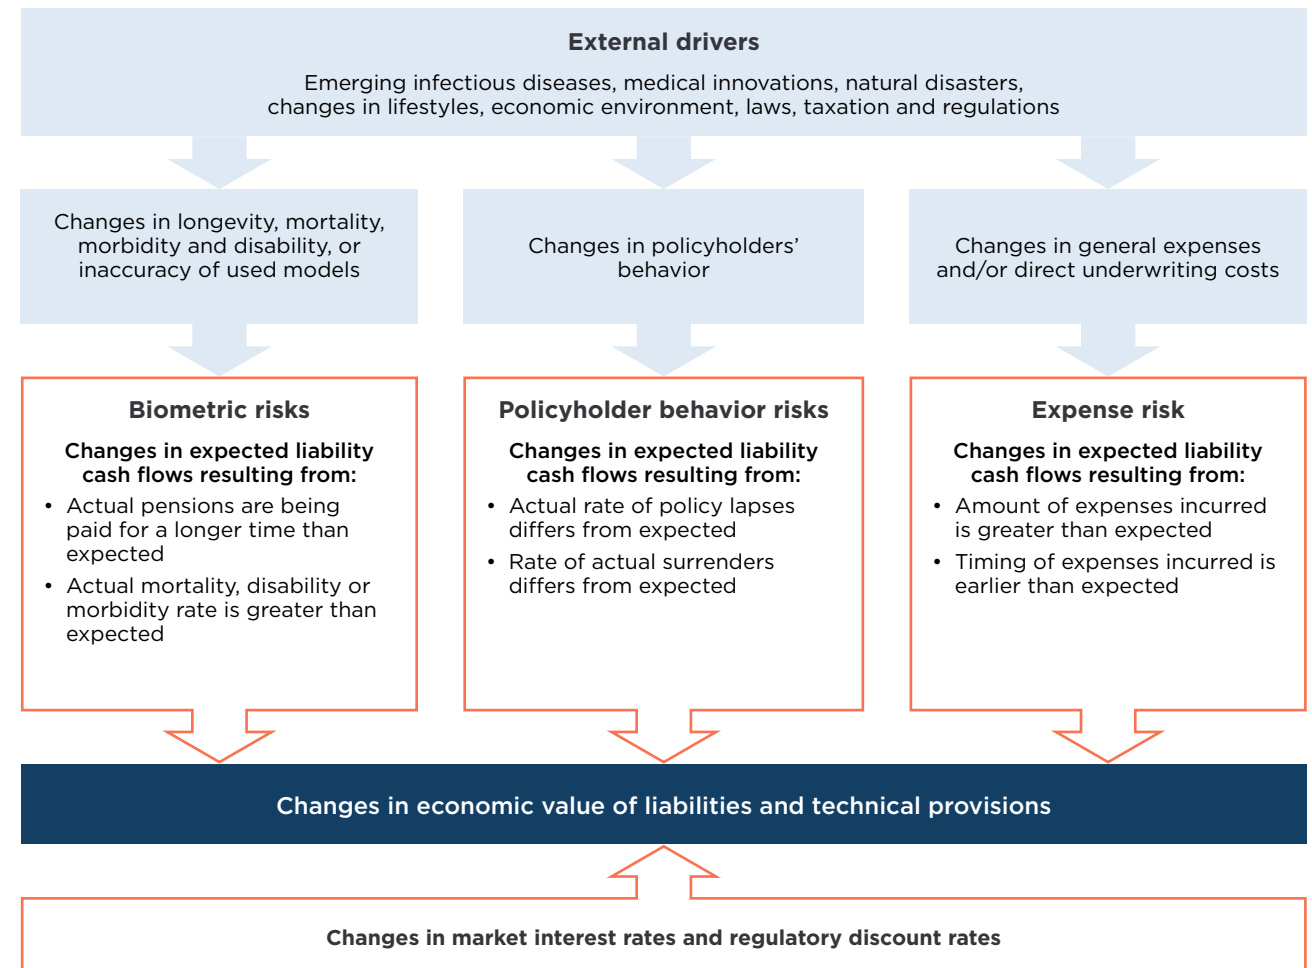 External drivers
Emerging infectious diseases, medical innovations, natural disasters,
changes in lifestyles, economic environment, laws, taxation and regulations
Changes in longevity, mortality,
morbidity and disability, or
inaccuracy of used models
Changes in policyholders’
behavior
Changes in general expenses
and/or direct underwriting costs
Biometric risks
Changes in expected liability
cash flows resulting from:
• Actual pensions are being
paid for a longer time than
expected
• Actual mortality, disability or
morbidity rate is greater than
expected
Policyholder behavior risks
Changes in expected liability
cash flows resulting from:
• Actual rate of policy lapses
differs from expected
• Rate of actual surrenders
differs from expected
Expense risk
Changes in expected liability
cash flows resulting from:
• Amount of expenses incurred
is greater than expected
• Timing of expenses incurred is
earlier than expected
Changes in economic value of liabilities and technical provisions
Changes in market interest rates and regulatory discount rates